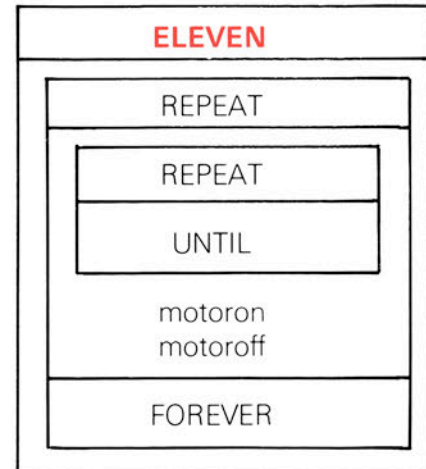 ELEVEN
REPEAT
REPEAT
UNTIL
motoron
motoroff
FOREVER